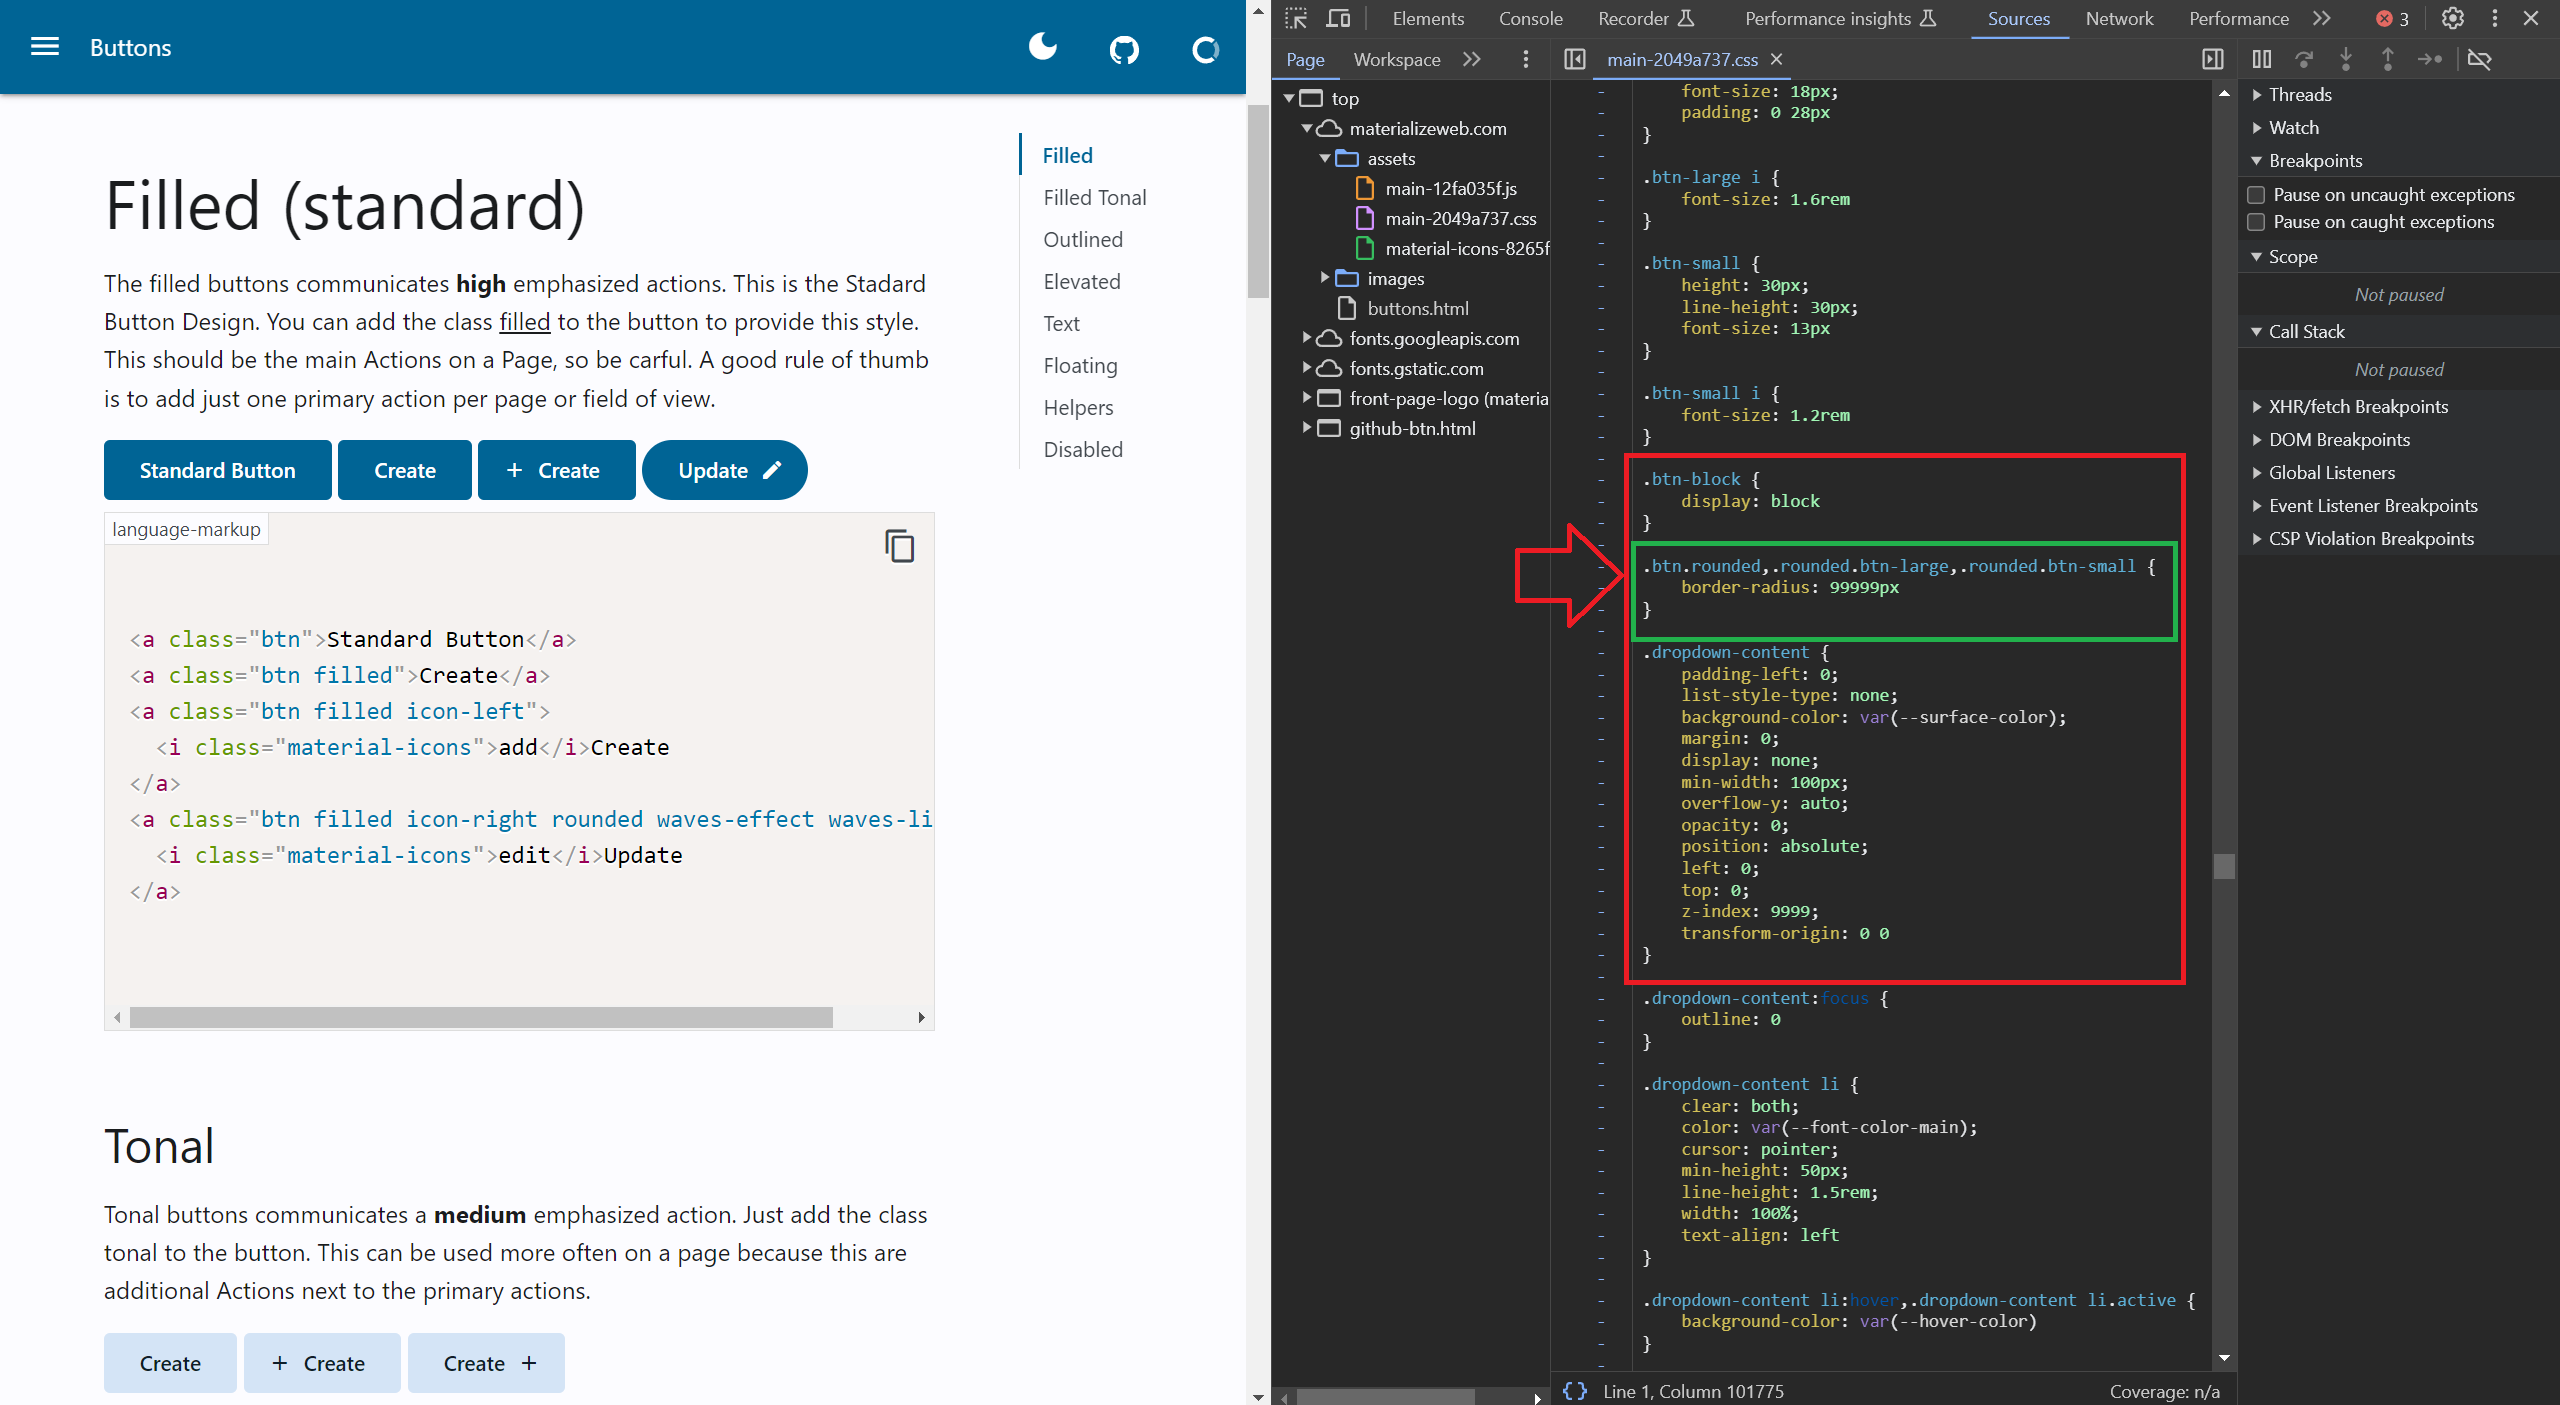 Buttons
Filled (standard)
The filled buttons communicates high emphasized actions. This is the Stadard
Button Design. You can add the class filled to the button to provide this style.
This should be the main Actions on a Page, so be carful. A good rule of thumb
is to add just one primary action per page or field of view.
Standard Button
Create
+ Create
Update
language-markup
<a class="btn">Standard Button</a>
<a class="btn filled">Create</a>
<a class="btn filled icon-left">
<i class="material-icons">add</i>Create
</a>
<a class="btn filled icon-right rounded waves-effect waves-li
<i class="material-icons">edit</i>Update
</a>
Tonal
Tonal buttons communicates a medium emphasized action. Just add the class
tonal to the button. This can be used more often on a page because this are
additional Actions next to the primary actions.
Create
+ Create
Create +
Filled
Filled Tonal
Outlined
Elevated
Text
Floating
Helpers
Disabled
Elements
Console
Recorder
Performance insights
Sources
Network
Performance
3
Page
Workspace
main-2049a737.css
top
materializeweb.com
assets
main-12fa035f.js
main-2049a737.css
material-icons-8265f
images
buttons.html
fonts.googleapis.com
fonts.gstatic.com
front-page-logo (materia
github-btn.html
font-size: 18px;
padding: 0 28px
}
.btn-large i {
font-size: 1.6rem
}
.btn-small {
height: 30px;
line-height: 30px;
font-size: 13px
}
.btn-small i {
font-size: 1.2rem
}
.btn-block {
display: block
}
.btn.rounded,.rounded.btn-large,.rounded.btn-small {
border-radius: 99999px
}
.dropdown-content {
padding-left: 0;
list-style-type: none;
background-color: var(--surface-color);
margin: 0;
display: none;
min-width: 100px;
overflow-y: auto;
opacity: 0;
position: absolute;
left: 0;
top: 0;
z-index: 9999;
transform-origin: 0 0
}
.dropdown-content:focus {
outline: 0
}
.dropdown-content li {
clear: both;
color: var(--font-color-main);
cursor: pointer;
min-height: 50px;
line-height: 1.5rem;
width: 100%;
text-align: left
}
.dropdown-content li:hover,.dropdown-content li.active {
background-color: var(--hover-color)
}
{} Line 1, Column 101775
Coverage: n/a
Threads
Watch
Breakpoints
Pause on uncaught exceptions
Pause on caught exceptions
Scope
Not paused
Call Stack
Not paused
XHR/fetch Breakpoints
DOM Breakpoints
Global Listeners
Event Listener Breakpoints
CSP Violation Breakpoints